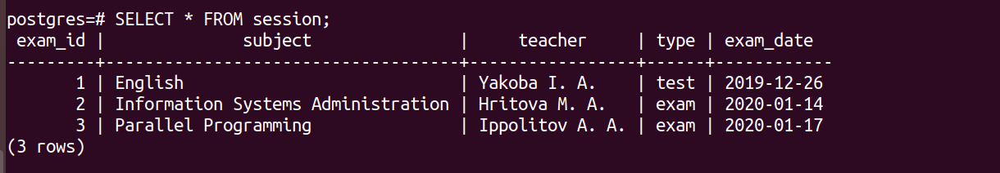 postgres=# SELECT * FROM session;
 exam_id |              subject               |     teacher     | type | exam_date
---------+------------------------------------+-----------------+------+------------
       1 | English                            | Yakoba I. A.    | test | 2019-12-26
       2 | Information Systems Administration | Hritova M. A.   | exam | 2020-01-14
       3 | Parallel Programming               | Ippolitov A. A. | exam | 2020-01-17
(3 rows)